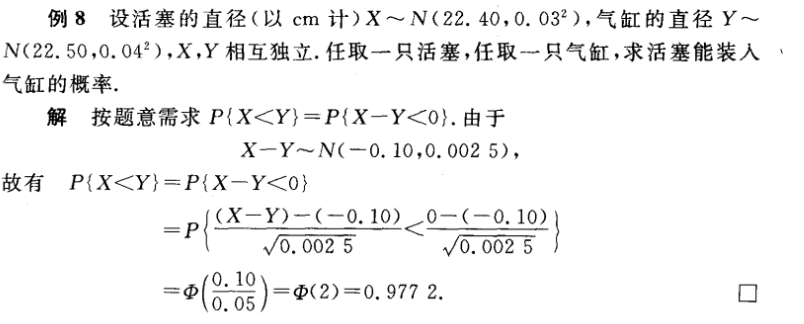 例 8 设活塞的直径(以 cm 计)X～N(22.40,0.03²),气缸的直径 Y～
N(22.50,0.04²),X,Y 相互独立.任取一只活塞,任取一只气缸,求活塞能装入
气缸的概率.
解 按题意需求 P{X<Y}=P{X−Y<0}.由于
X−Y～N(−0.10,0.002 5),
故有 P{X<Y}=P{X−Y<0}
=P{((X−Y)−(−0.10))/√0.002 5<(0−(−0.10))/√0.002 5}
=Φ(0.10/0.05)=Φ(2)=0.977 2. □